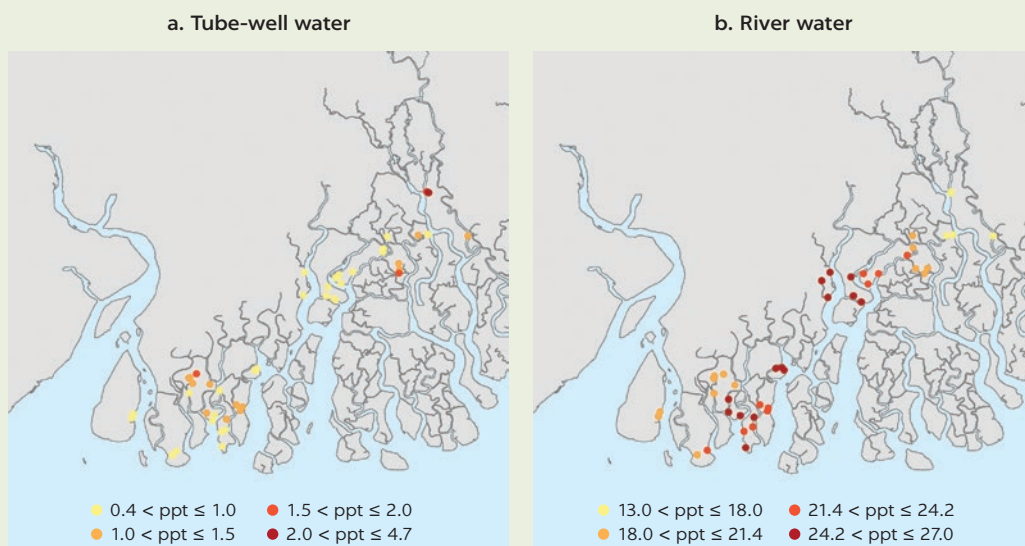 a. Tube-well water
b. River water
0.4 < ppt ≤ 1.0
1.5 < ppt ≤ 2.0
1.0 < ppt ≤ 1.5
2.0 < ppt ≤ 4.7
13.0 < ppt ≤ 18.0
21.4 < ppt ≤ 24.2
18.0 < ppt ≤ 21.4
24.2 < ppt ≤ 27.0